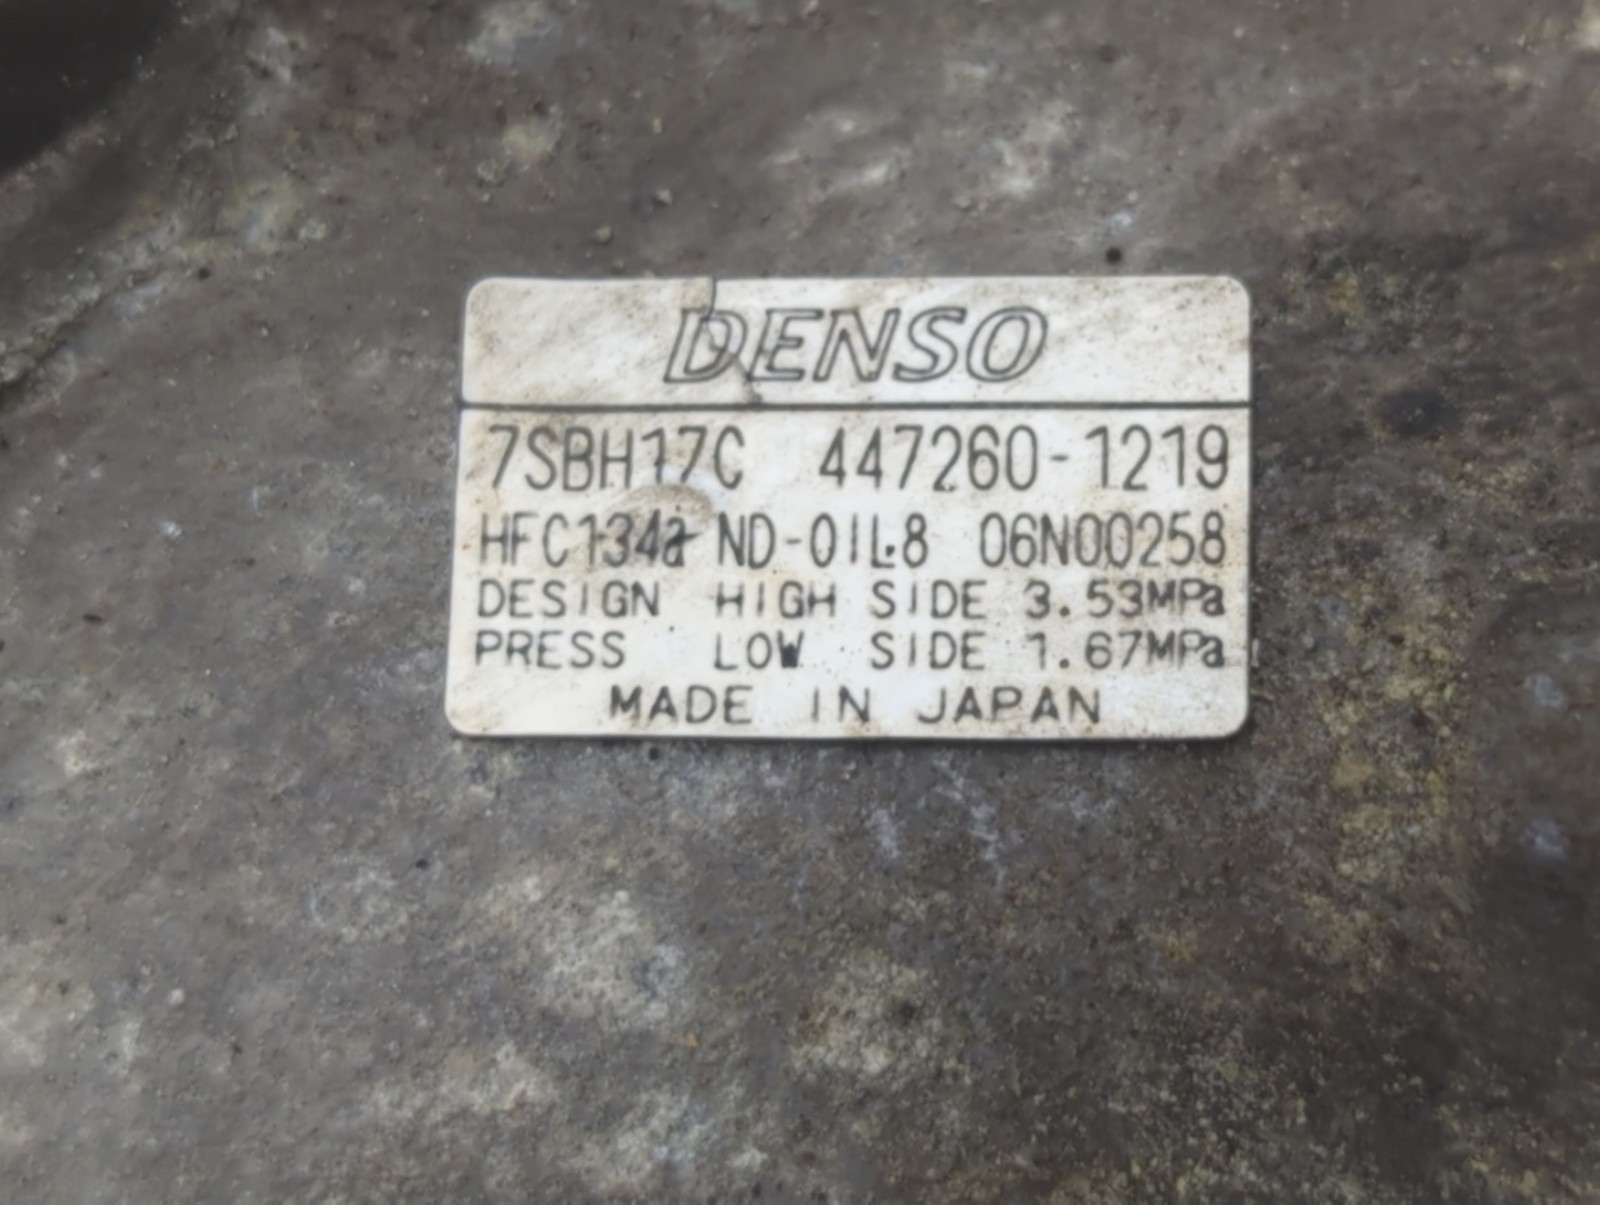 DENSO
7SBH17C 447260-1219
HFC134a ND-OIL8 06N00258
DESIGN HIGH SIDE 3.53MPa
PRESS LOW SIDE 1.67MPa
MADE IN JAPAN